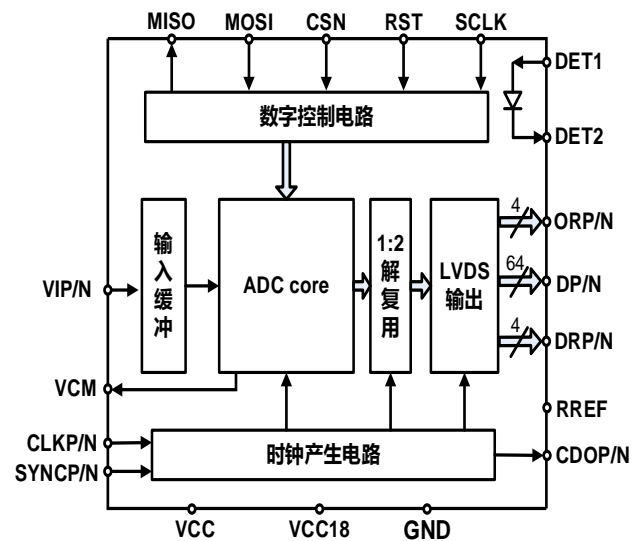 MISO MOSI CSN RST SCLK
DET1
数字控制电路
DET2
4
ORP/N
输入缓冲
ADC core
1:2
解复用
LVDS
输出
64
DP/N
VIP/N
4
DRP/N
VCM
RREF
CLKP/N
时钟产生电路
CDOP/N
SYNCP/N
VCC VCC18 GND